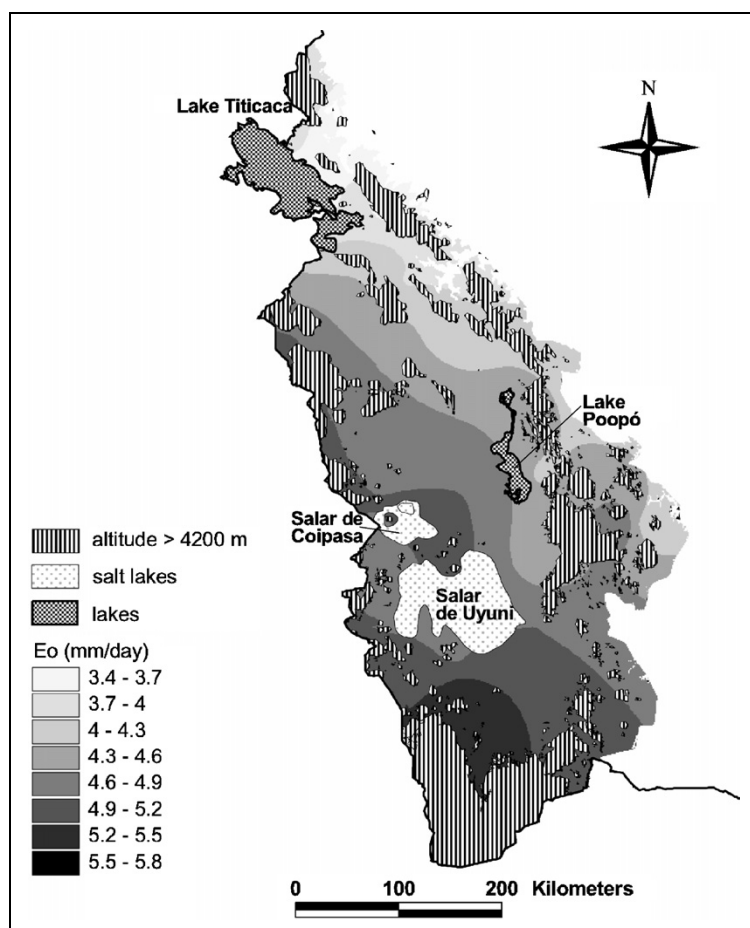 Lake Titicaca
N
Lake
Poopó
Salar de
Coipasa
Salar
de Uyuni
altitude > 4200 m
salt lakes
lakes
Eo (mm/day)
3.4 - 3.7
3.7 - 4
4 - 4.3
4.3 - 4.6
4.6 - 4.9
4.9 - 5.2
5.2 - 5.5
5.5 - 5.8
0 100 200 Kilometers